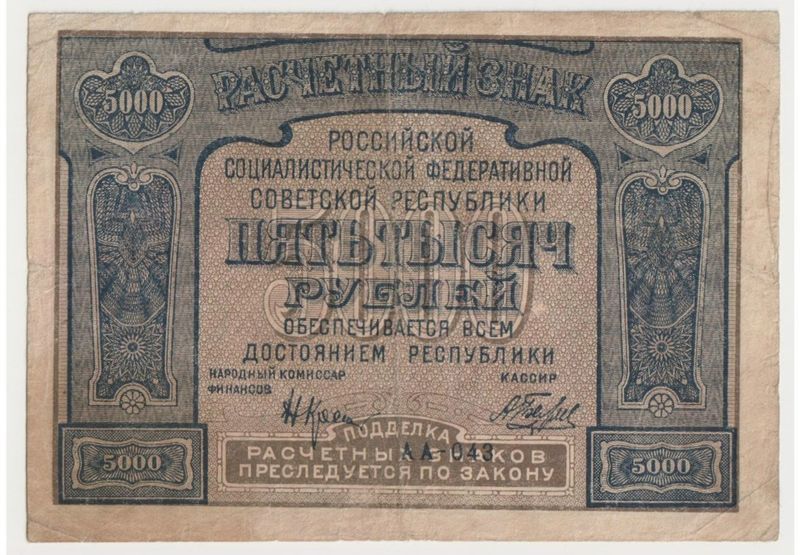 5000 РАСЧЕТНЫЙ ЗНАК 5000
РОССИЙСКОЙ
СОЦИАЛИСТИЧЕСКОЙ ФЕДЕРАТИВНОЙ
СОВЕТСКОЙ РЕСПУБЛИКИ
5000
ПЯТЬ ТЫСЯЧ
РУБЛЕЙ
ОБЕСПЕЧИВАЕТСЯ ВСЕМ
ДОСТОЯНИЕМ РЕСПУБЛИКИ
НАРОДНЫЙ КОМИССАР
ФИНАНСОВ
КАССИР
ПОДДЕЛКА
АА-043
РАСЧЕТНЫХ ЗНАКОВ
ПРЕСЛЕДУЕТСЯ ПО ЗАКОНУ
5000 5000